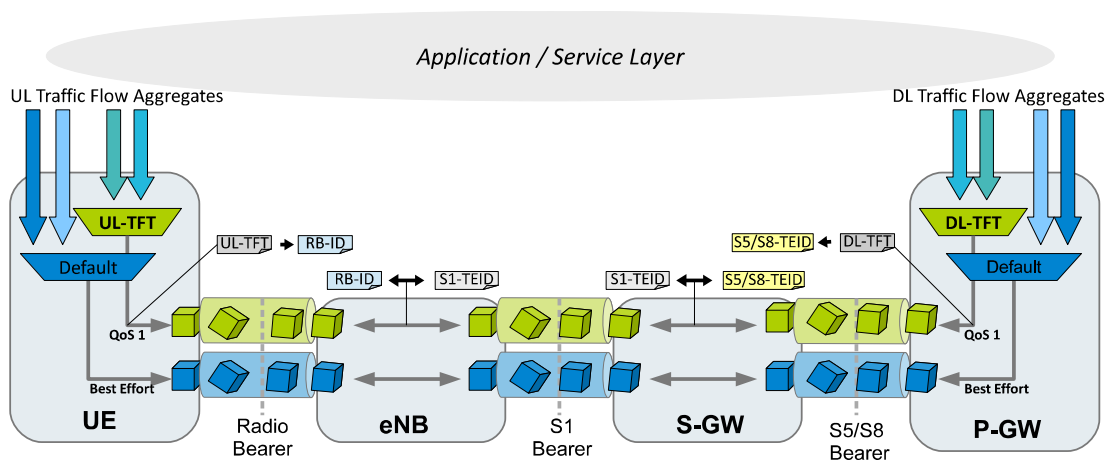 Application / Service Layer
UL Traffic Flow Aggregates
DL Traffic Flow Aggregates
UL-TFT
DL-TFT
UL-TFT
RB-ID
S5/S8-TEID
DL-TFT
Default
Default
RB-ID
S1-TEID
S1-TEID
S5/S8-TEID
QoS 1
QoS 1
Best Effort
Best Effort
UE
Radio
Bearer
eNB
S1
Bearer
S-GW
S5/S8
Bearer
P-GW